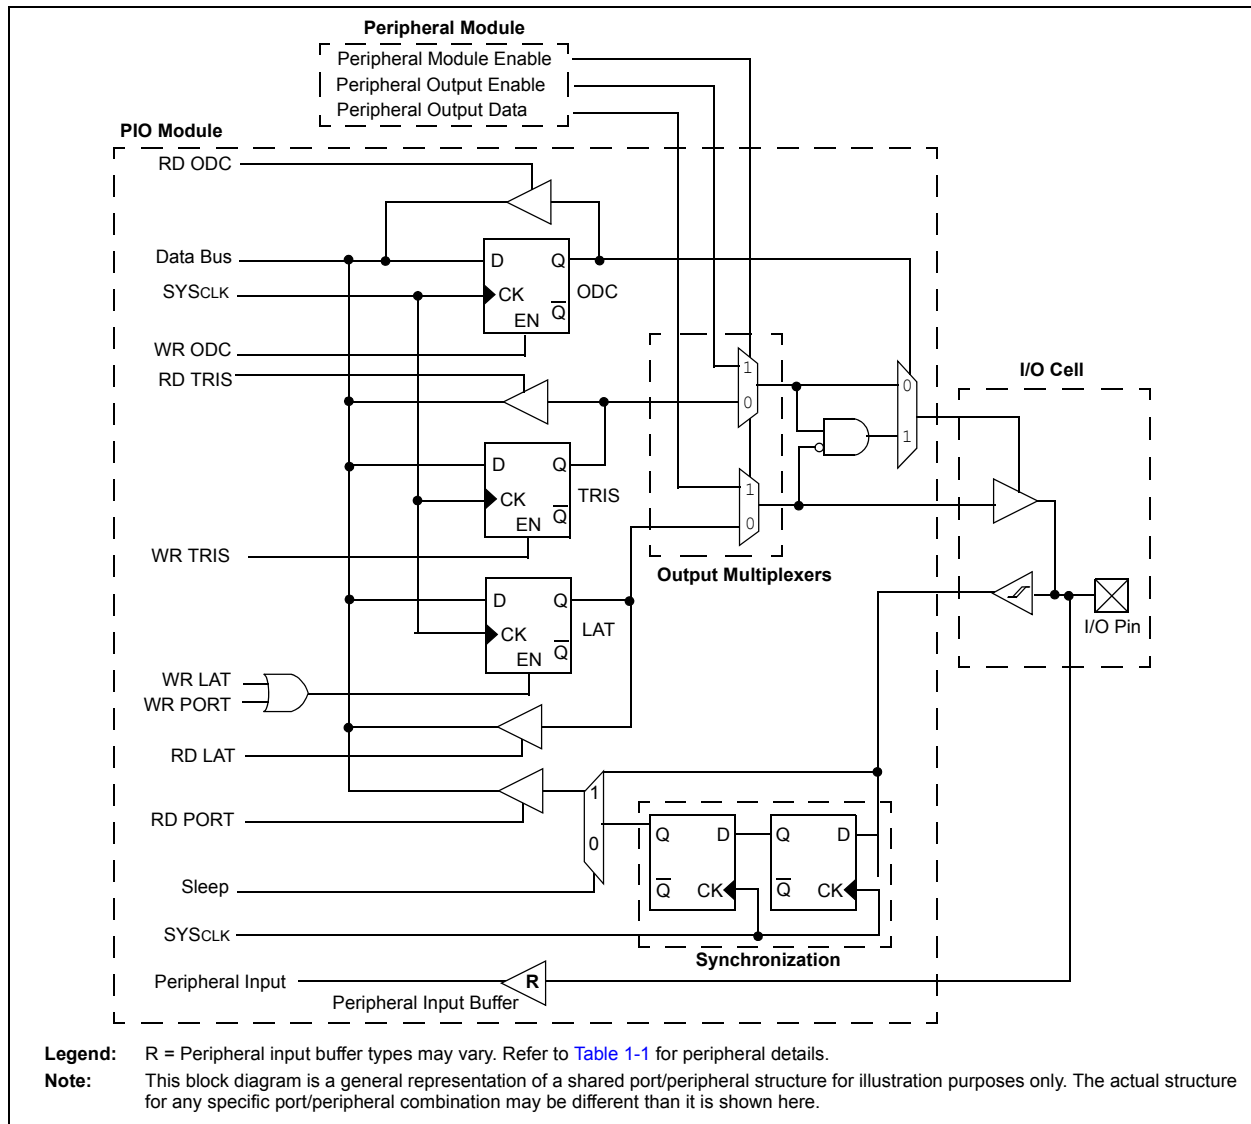 Peripheral Module
Peripheral Module Enable
Peripheral Output Enable
Peripheral Output Data
PIO Module
RD ODC
Data Bus
D Q
SYSCLK
CK
ODC
Q
EN
WR ODC
RD TRIS
1
0
I/O Cell
0
1
D Q
CK
TRIS
Q
EN
1
0
WR TRIS
Output Multiplexers
D Q
CK
LAT
Q
EN
I/O Pin
WR LAT
WR PORT
RD LAT
RD PORT
1
0
Q D
Q D
Sleep
Q CK
Q CK
SYSCLK
Synchronization
Peripheral Input
R
Peripheral Input Buffer
Legend: R = Peripheral input buffer types may vary. Refer to Table 1-1 for peripheral details.
Note: This block diagram is a general representation of a shared port/peripheral structure for illustration purposes only. The actual structure
for any specific port/peripheral combination may be different than it is shown here.